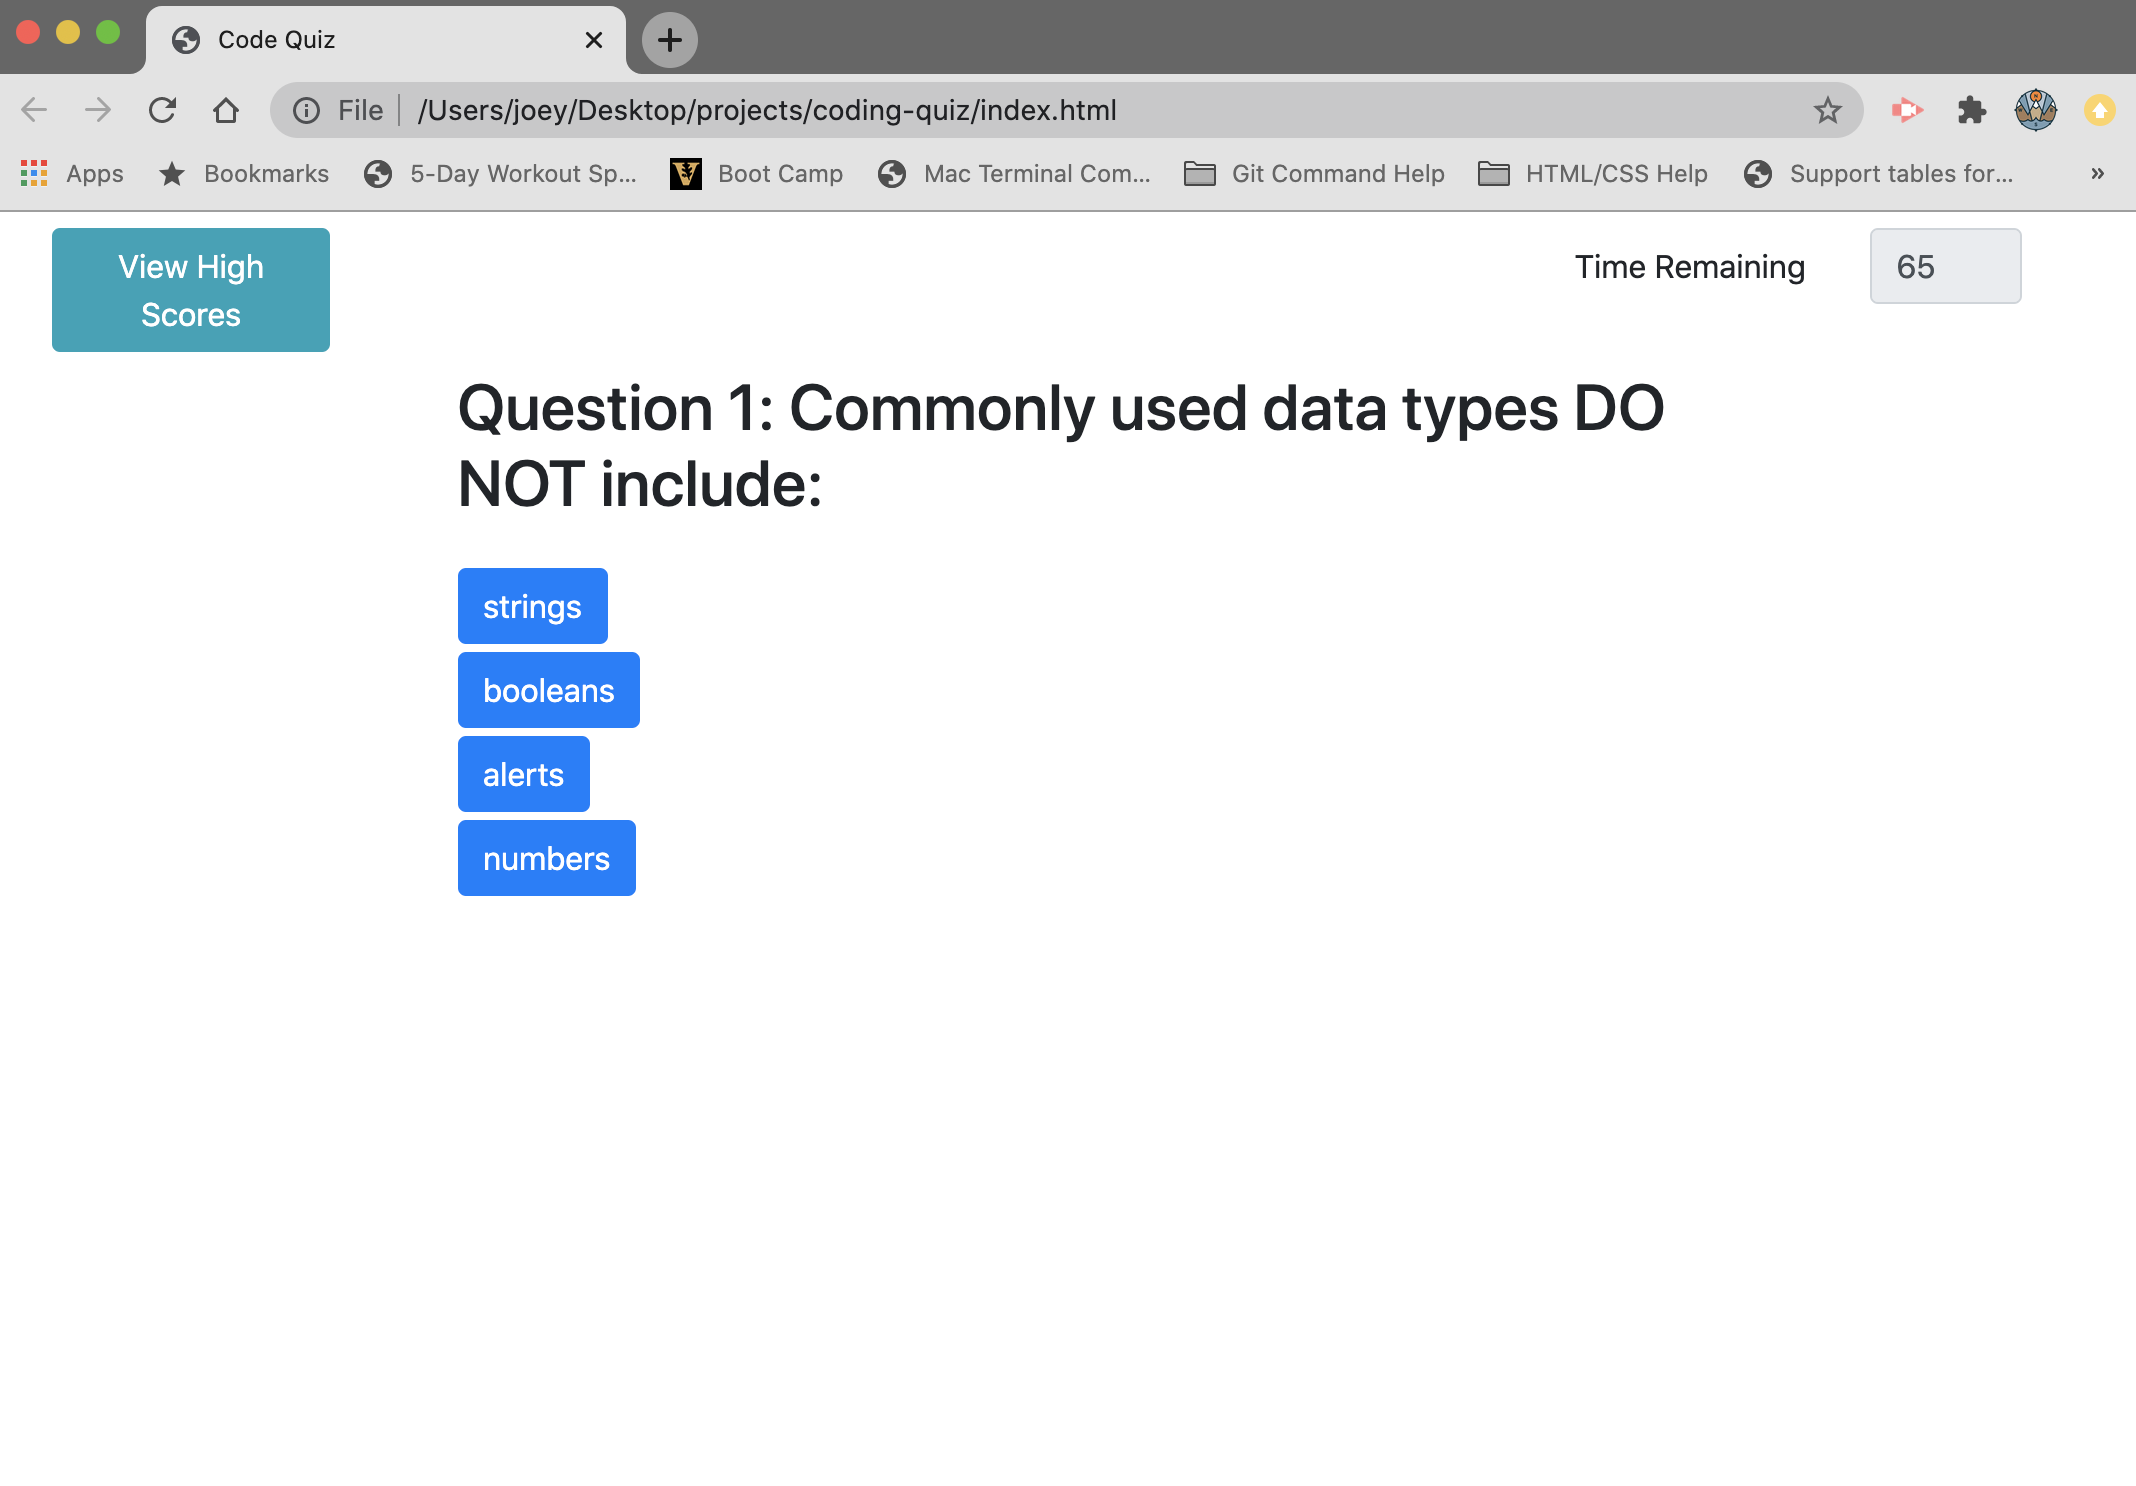 Code Quiz
File
/Users/joey/Desktop/projects/coding-quiz/index.html
Apps
Bookmarks
5-Day Workout Sp...
Boot Camp
Mac Terminal Com...
Git Command Help
HTML/CSS Help
Support tables for...
»
View High
Scores
Time Remaining
65
Question 1: Commonly used data types DO
NOT include:
strings
booleans
alerts
numbers